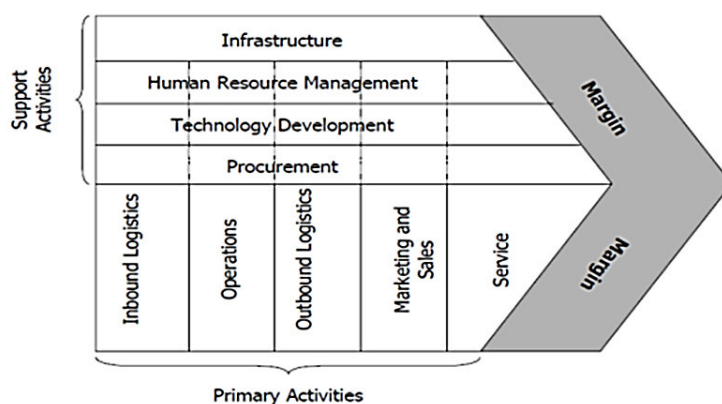 Support
Activities
Infrastructure
Human Resource Management
Technology Development
Procurement
Inbound Logistics
Operations
Outbound Logistics
Marketing and
Sales
Service
Margin
Margin
Primary Activities